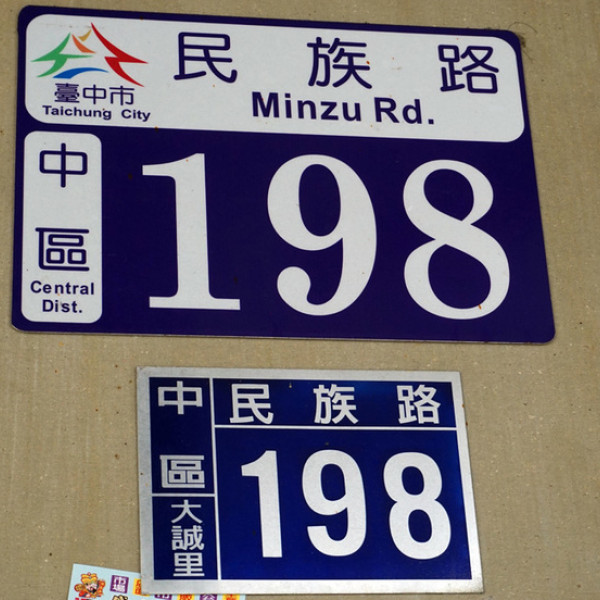 民族路
Minzu Rd.
臺中市
Taichung City
中區
Central
Dist.
198
中區
民族路
大誠里
198